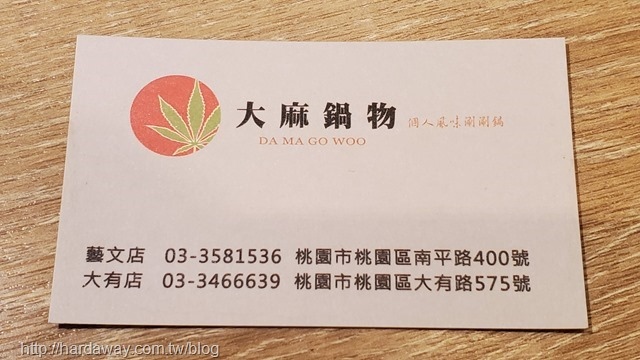 大麻鍋物 個人風味涮涮鍋
DA MA GO WOO
藝文店 03-3581536 桃園市桃園區南平路400號
大有店 03-3466639 桃園市桃園區大有路575號
http://hardaway.com.tw/blog